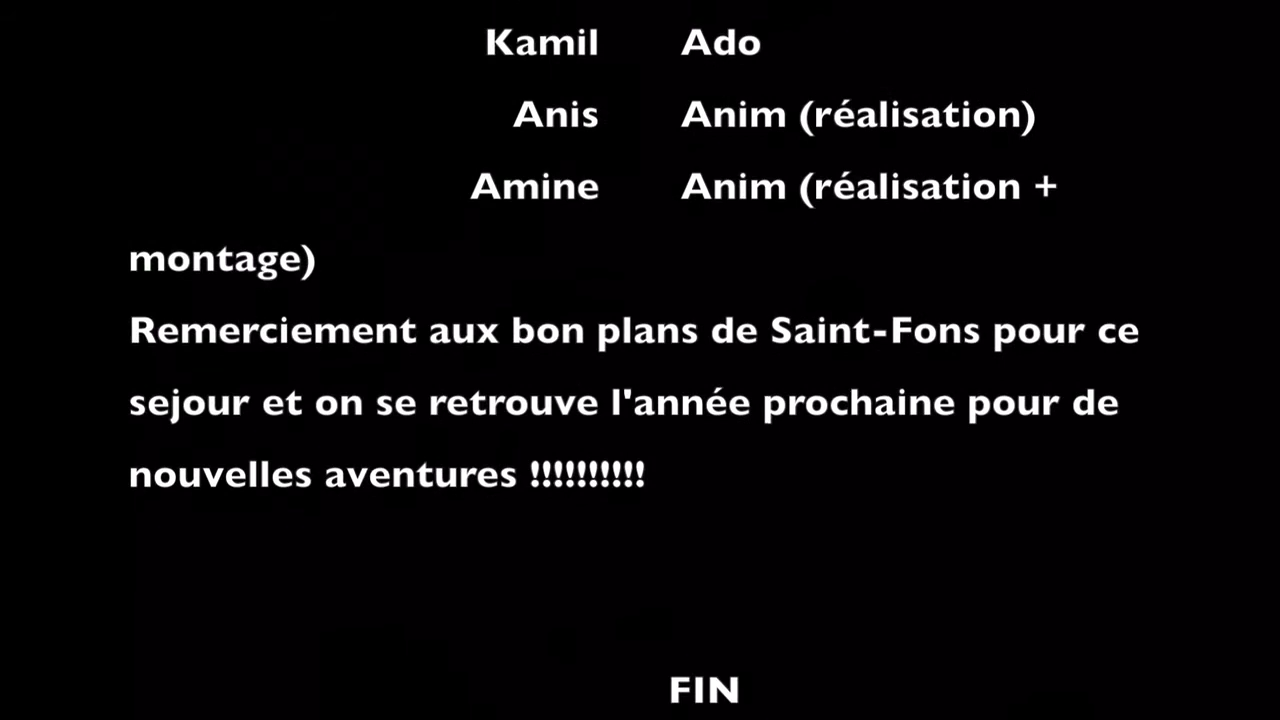 Kamil Ado
Anis Anim (réalisation)
Amine Anim (réalisation +
montage)
Remerciement aux bon plans de Saint-Fons pour ce
sejour et on se retrouve l'année prochaine pour de
nouvelles aventures !!!!!!!!!!
FIN